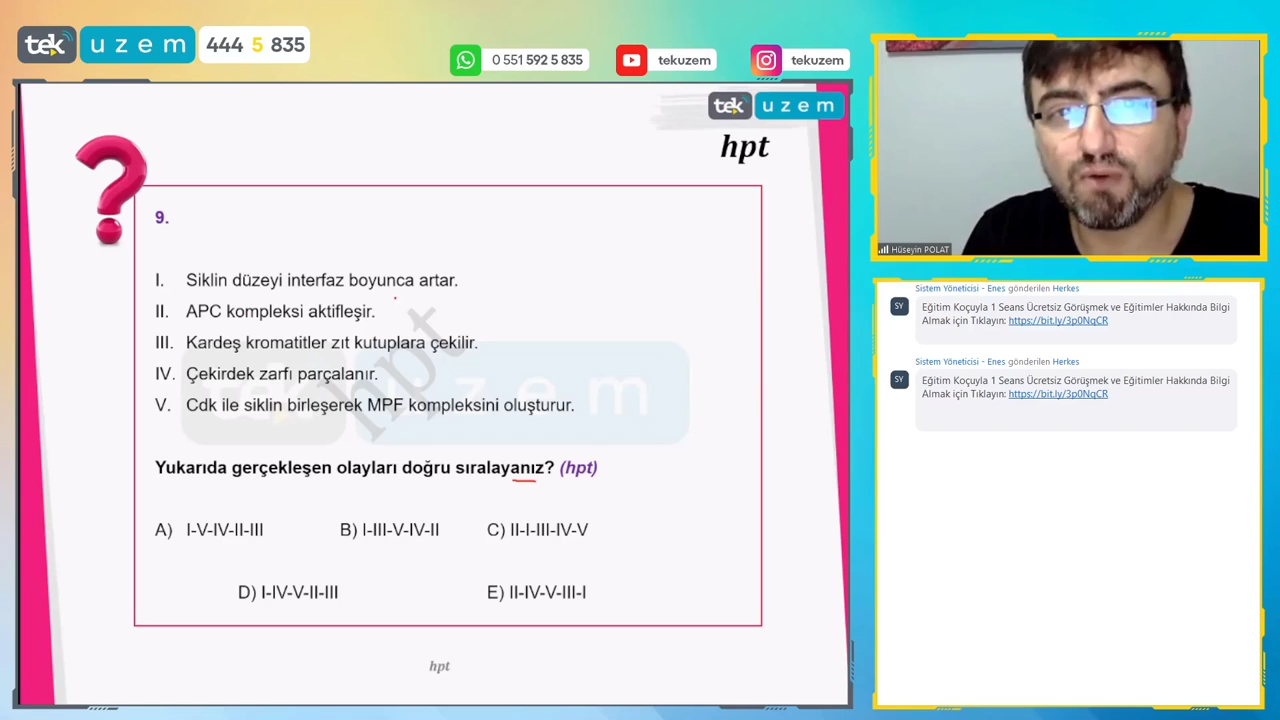 tek uzem 444 5 835
0 551 592 5 835
tekuzem
tekuzem
tek uzem
hpt
9.
I. Siklin düzeyi interfaz boyunca artar.
II. APC kompleksi aktifleşir.
III. Kardeş kromatitler zıt kutuplara çekilir.
IV. Çekirdek zarfı parçalanır.
V. Cdk ile siklin birleşerek MPF kompleksini oluşturur.
hpt
tek uzem
Yukarıda gerçekleşen olayları doğru sıralayanız? (hpt)
A) I-V-IV-II-III B) I-III-V-IV-II C) II-I-III-IV-V
D) I-IV-V-II-III E) II-IV-V-III-I
hpt
Hüseyin POLAT
Sistem Yöneticisi - Enes gönderilen Herkes
SY
Eğitim Koçuyla 1 Seans Ücretsiz Görüşmek ve Eğitimler Hakkında Bilgi
Almak için Tıklayın: https://bit.ly/3p0NqCR
Sistem Yöneticisi - Enes gönderilen Herkes
SY
Eğitim Koçuyla 1 Seans Ücretsiz Görüşmek ve Eğitimler Hakkında Bilgi
Almak için Tıklayın: https://bit.ly/3p0NqCR